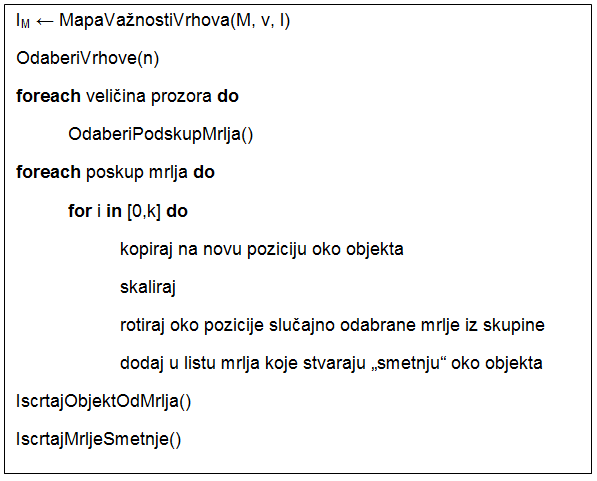 I_M ← MapaVažnostiVrhova(M, v, I)
OdaberiVrhove(n)
foreach veličina prozora do
OdaberiPodskupMrlja()
foreach poskup mrlja do
for i in [0,k] do
kopiraj na novu poziciju oko objekta
skaliraj
rotiraj oko pozicije slučajno odabrane mrlje iz skupine
dodaj u listu mrlja koje stvaraju „smetnju“ oko objekta
IscrtajObjektOdMrlja()
IscrtajMrljeSmetnje()